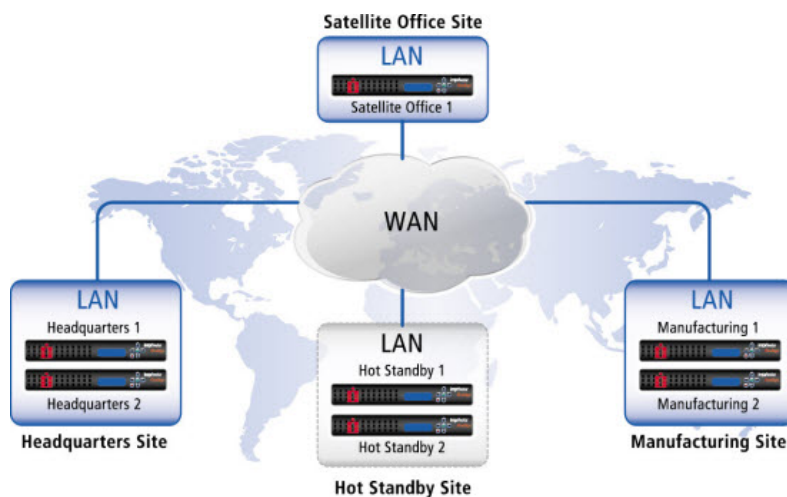 Satellite Office Site
LAN
Satellite Office 1
WAN
LAN
Headquarters 1
Headquarters 2
Headquarters Site
LAN
Hot Standby 1
Hot Standby 2
Hot Standby Site
LAN
Manufacturing 1
Manufacturing 2
Manufacturing Site